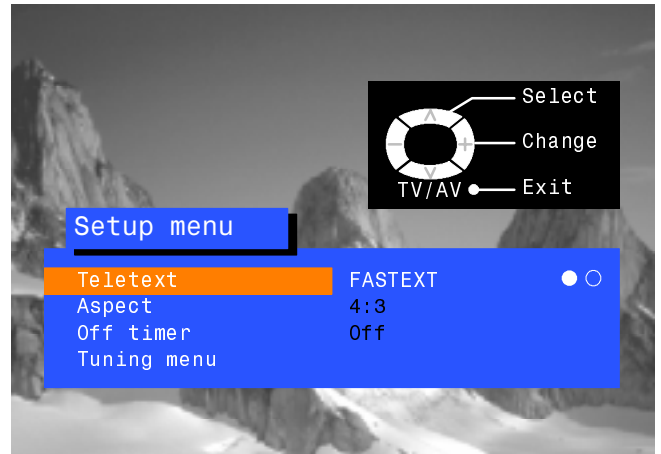 Select
Change
TV/AV Exit
Setup menu
Teletext FASTEXT
Aspect 4:3
Off timer Off
Tuning menu